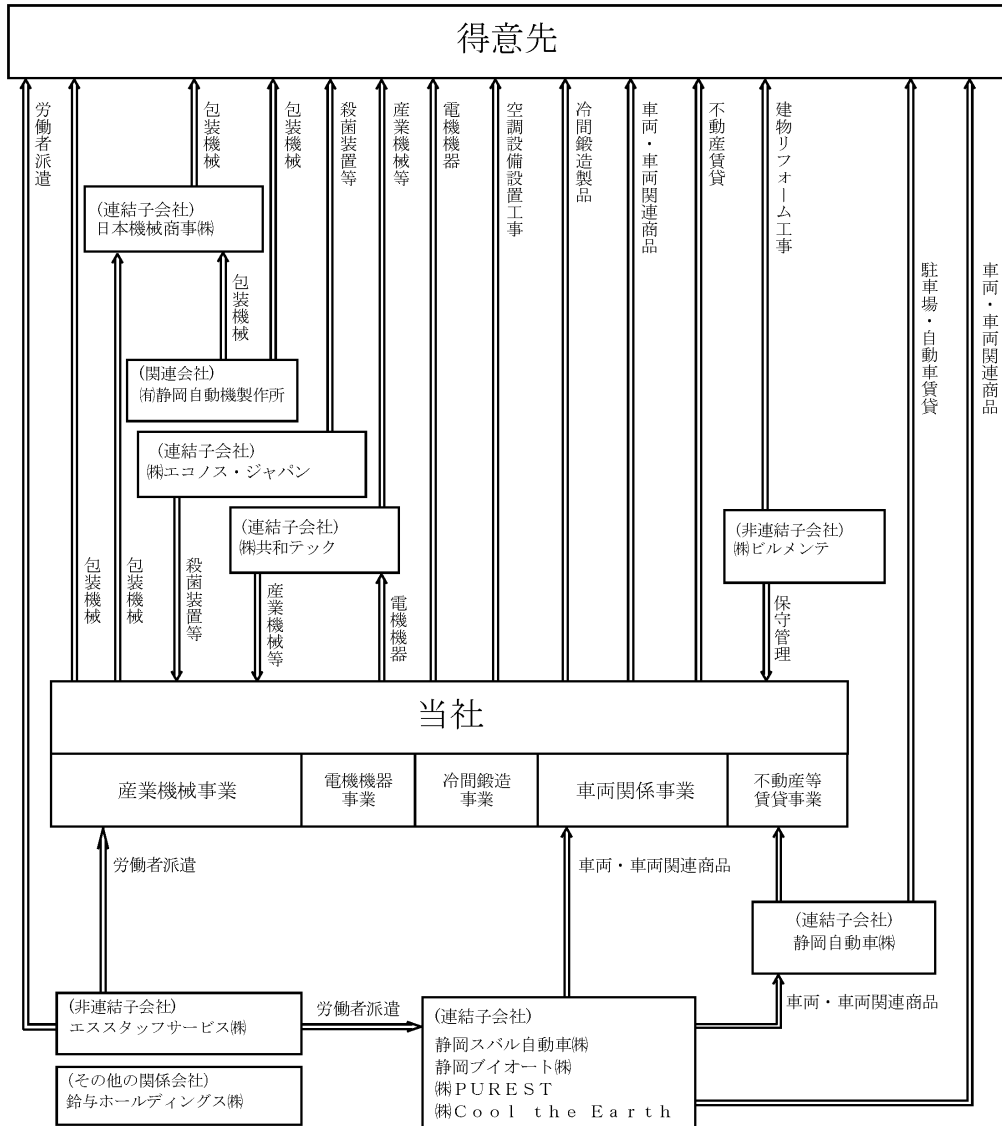 得意先
労働者派遣
包装機械
包装機械
殺菌装置等
産業機械等
電機機器
空調設備設置工事
冷間鍛造製品
車両・車両関連商品
不動産賃貸
建物リフォーム工事
駐車場・自動車賃貸
車両・車両関連商品
(連結子会社)
日本機械商事㈱
包装機械
(関連会社)
㈲静岡自動機製作所
(連結子会社)
㈱エコノス・ジャパン
(連結子会社)
㈱共和テック
(非連結子会社)
㈱ビルメンテ
包装機械
包装機械
殺菌装置等
産業機械等
電機機器
保守管理
当社
産業機械事業
電機機器
事業
冷間鍛造
事業
車両関係事業
不動産等
賃貸事業
労働者派遣
車両・車両関連商品
(連結子会社)
静岡自動車㈱
(非連結子会社)
エススタッフサービス㈱
労働者派遣
(連結子会社)
静岡スバル自動車㈱
静岡ブイオート㈱
㈱PUREST
㈱Cool the Earth
車両・車両関連商品
(その他の関係会社)
鈴与ホールディングス㈱